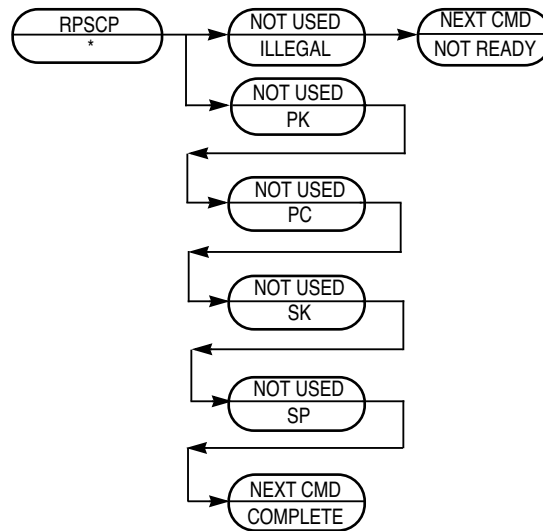 RPSCP
*
NOT USED
ILLEGAL
NEXT CMD
NOT READY
NOT USED
PK
NOT USED
PC
NOT USED
SK
NOT USED
SP
NEXT CMD
COMPLETE